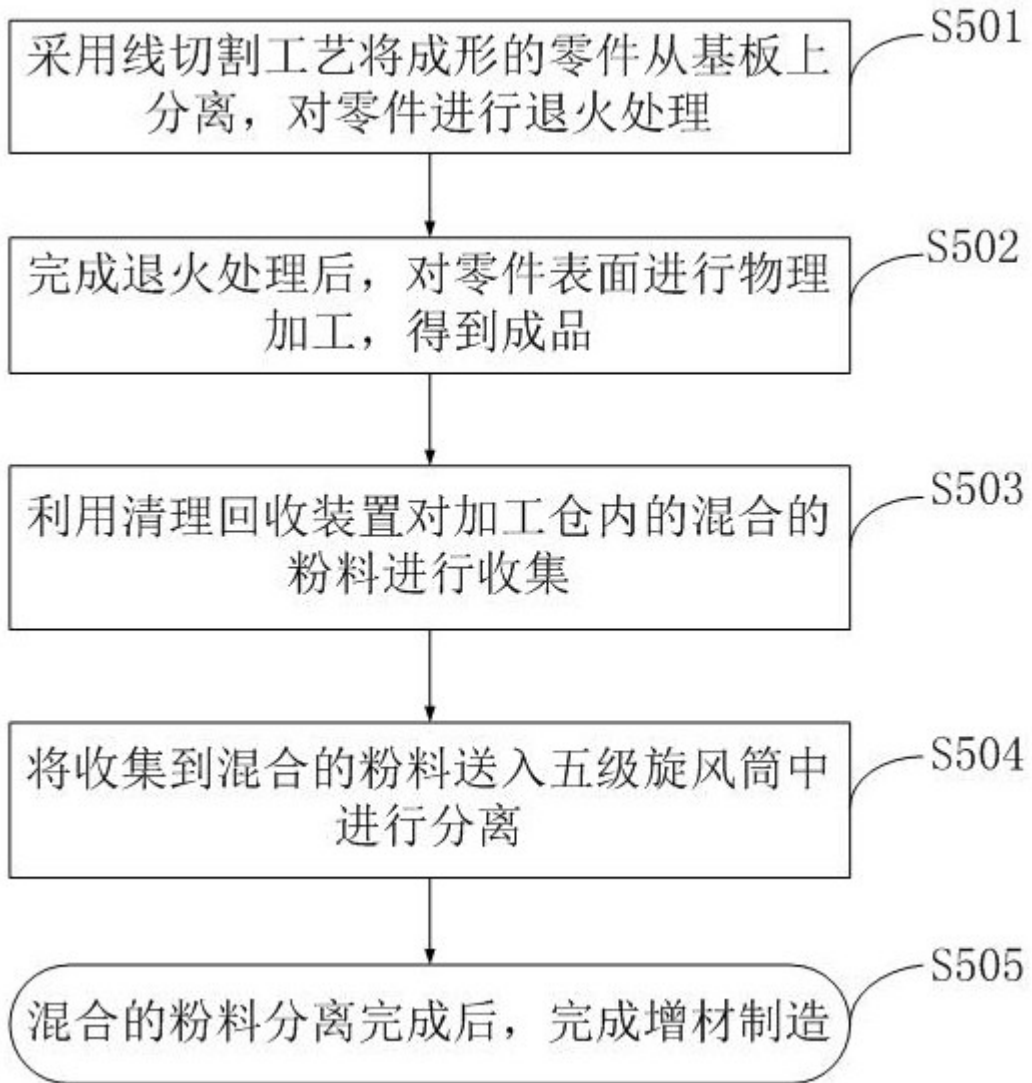 S501
采用线切割工艺将成形的零件从基板上
分离，对零件进行退火处理
S502
完成退火处理后，对零件表面进行物理
加工，得到成品
S503
利用清理回收装置对加工仓内的混合的
粉料进行收集
S504
将收集到混合的粉料送入五级旋风筒中
进行分离
S505
混合的粉料分离完成后，完成增材制造